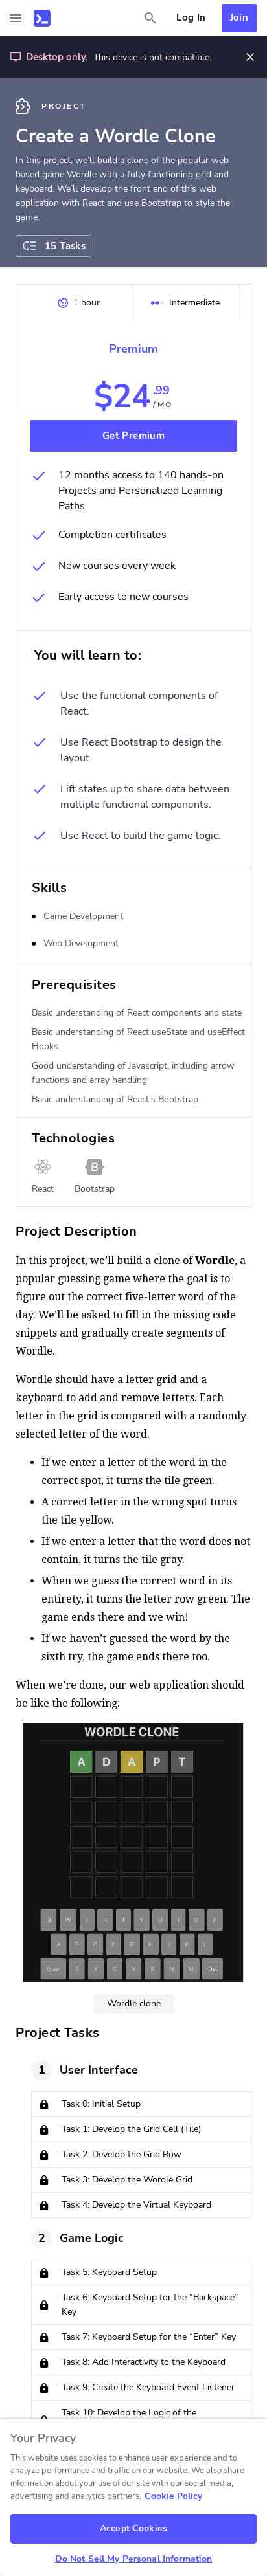 Log In
Join
Desktop only. This device is not compatible.
PROJECT
Create a Wordle Clone
In this project, we’ll build a clone of the popular web-
based game Wordle with a fully functioning grid and
keyboard. We’ll develop the front end of this web
application with React and use Bootstrap to style the
game.
15 Tasks
1 hour
Intermediate
Premium
$24.99
/ MO
Get Premium
12 months access to 140 hands-on
Projects and Personalized Learning
Paths
Completion certificates
New courses every week
Early access to new courses
You will learn to:
Use the functional components of
React.
Use React Bootstrap to design the
layout.
Lift states up to share data between
multiple functional components.
Use React to build the game logic.
Skills
Game Development
Web Development
Prerequisites
Basic understanding of React components and state
Basic understanding of React useState and useEffect
Hooks
Good understanding of Javascript, including arrow
functions and array handling
Basic understanding of React’s Bootstrap
Technologies
B
React
Bootstrap
Project Description
In this project, we’ll build a clone of Wordle, a
popular guessing game where the goal is to
figure out the correct five-letter word of the
day. We’ll be asked to fill in the missing code
snippets and gradually create segments of
Wordle.
Wordle should have a letter grid and a
keyboard to add and remove letters. Each
letter in the grid is compared with a randomly
selected letter of the word.
If we enter a letter of the word in the
correct spot, it turns the tile green.
A correct letter in the wrong spot turns
the tile yellow.
If we enter a letter that the word does not
contain, it turns the tile gray.
When we guess the correct word in its
entirety, it turns the letter row green. The
game ends there and we win!
If we haven’t guessed the word by the
sixth try, the game ends there too.
When we’re done, our web application should
be like the following:
WORDLE CLONE
A D A P T
Q W E R T Y U I O P
A S D F G H J K L
Enter Z X C V B N M Del
Wordle clone
Project Tasks
1 User Interface
Task 0: Initial Setup
Task 1: Develop the Grid Cell (Tile)
Task 2: Develop the Grid Row
Task 3: Develop the Wordle Grid
Task 4: Develop the Virtual Keyboard
2 Game Logic
Task 5: Keyboard Setup
Task 6: Keyboard Setup for the “Backspace”
Key
Task 7: Keyboard Setup for the “Enter” Key
Task 8: Add Interactivity to the Keyboard
Task 9: Create the Keyboard Event Listener
Task 10: Develop the Logic of the
Your Privacy
This website uses cookies to enhance user experience and to
analyze performance and traffic on our website. We also share
information about your use of our site with our social media,
advertising and analytics partners. Cookie Policy
Accept Cookies
Do Not Sell My Personal Information